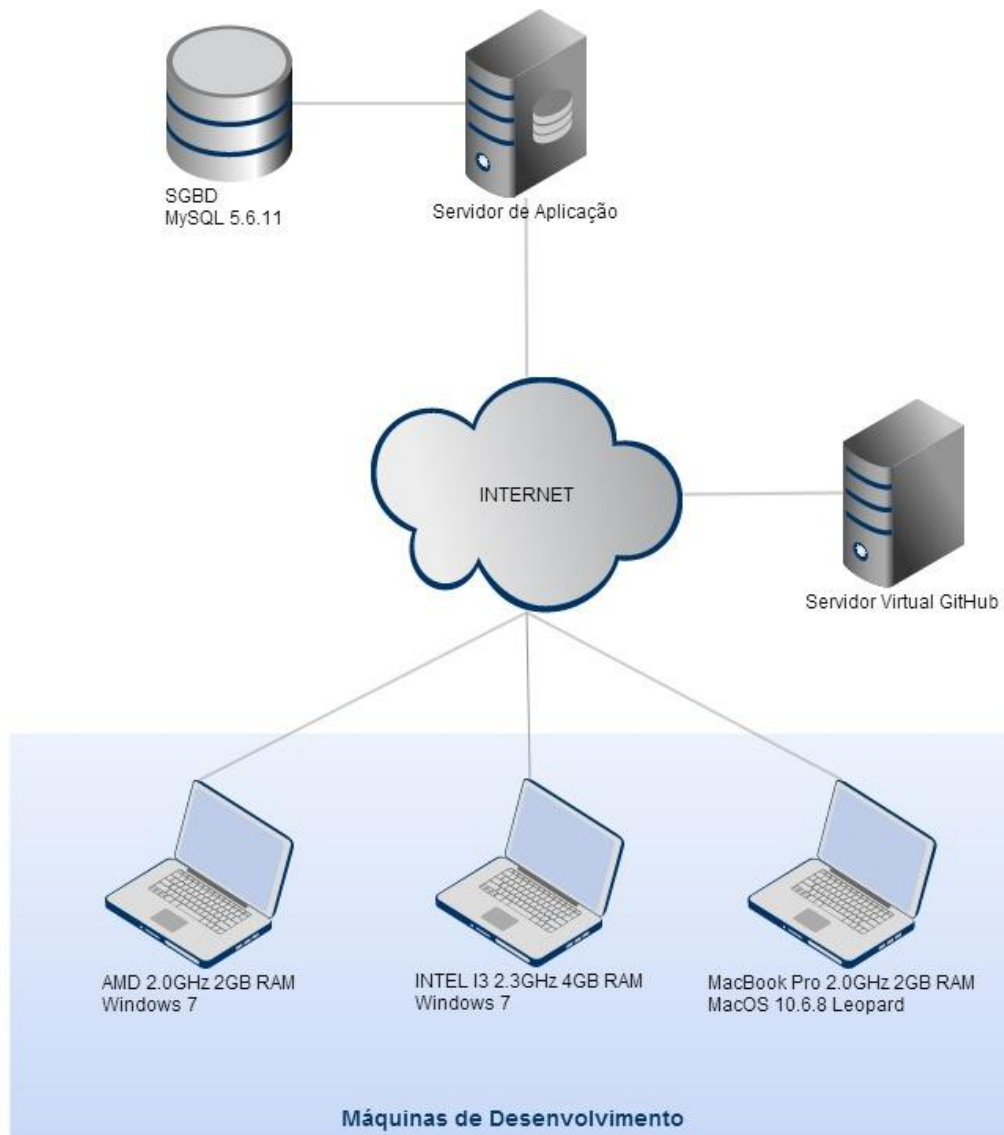 SGBD
MySQL 5.6.11
Servidor de Aplicação
INTERNET
Servidor Virtual GitHub
AMD 2.0GHz 2GB RAM
Windows 7
INTEL I3 2.3GHz 4GB RAM
Windows 7
MacBook Pro 2.0GHz 2GB RAM
MacOS 10.6.8 Leopard
Máquinas de Desenvolvimento